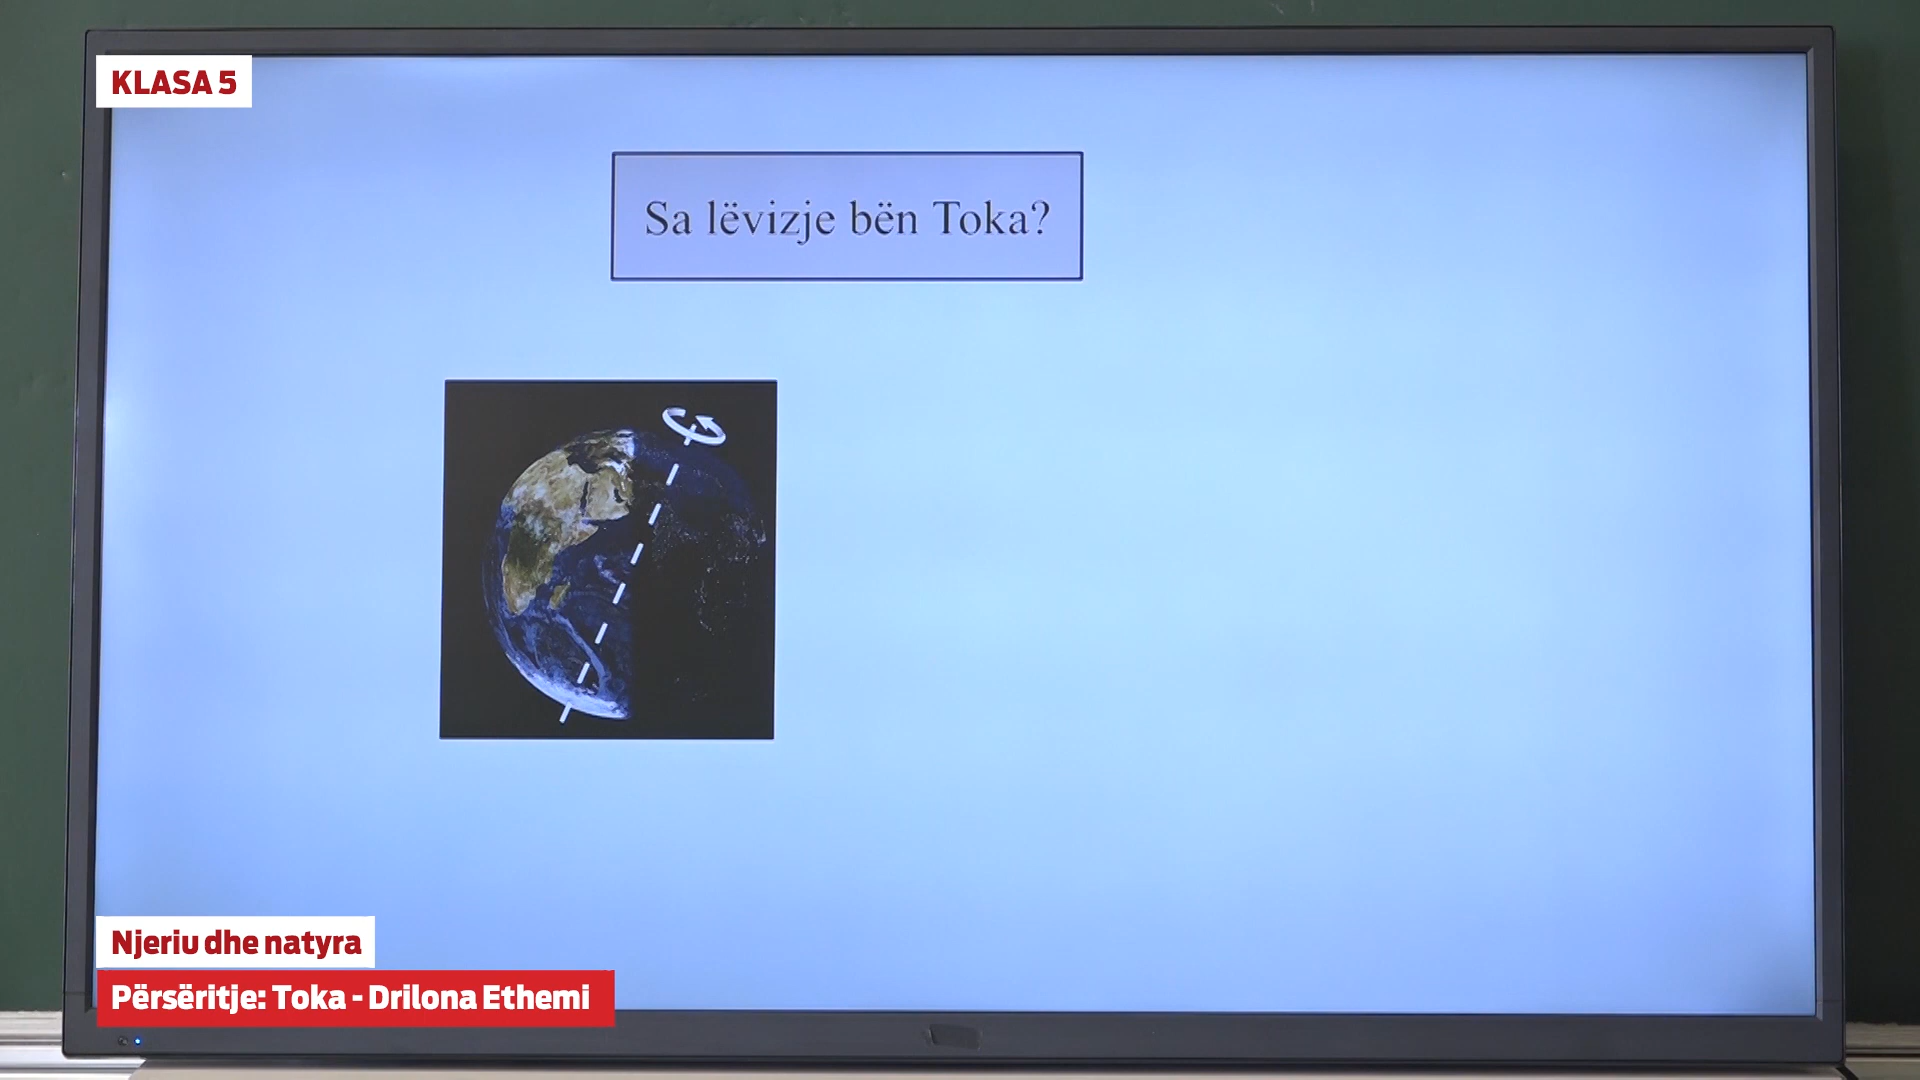 KLASA 5
Sa lëvizje bën Toka?
Njeriu dhe natyra
Përsëritje: Toka - Drilona Ethemi